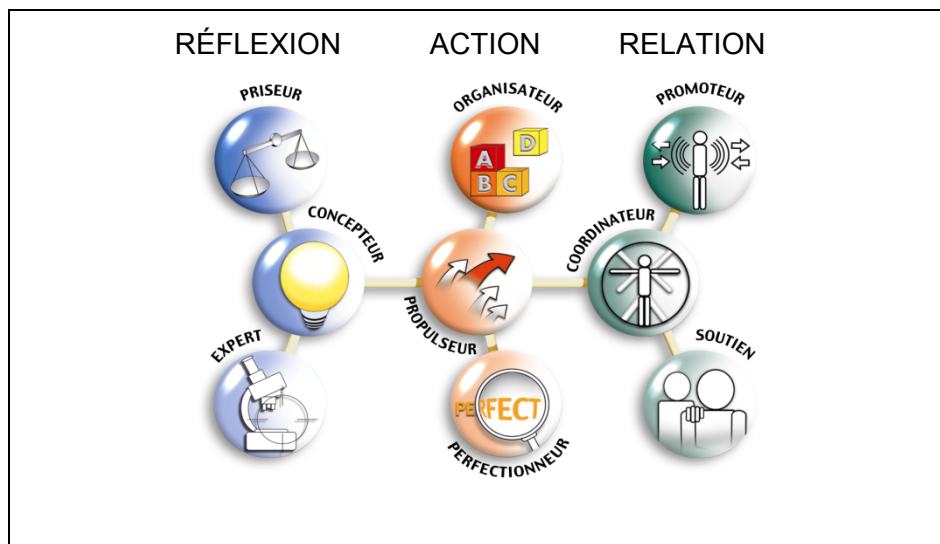 RÉFLEXION ACTION RELATION
PRISEUR
ORGANISATEUR
PROMOTEUR
A
D
B
C
CONCEPTEUR
PROPULSEUR
COORDINATEUR
EXPERT
PERFECT
PERFECTIONNEUR
SOUTIEN